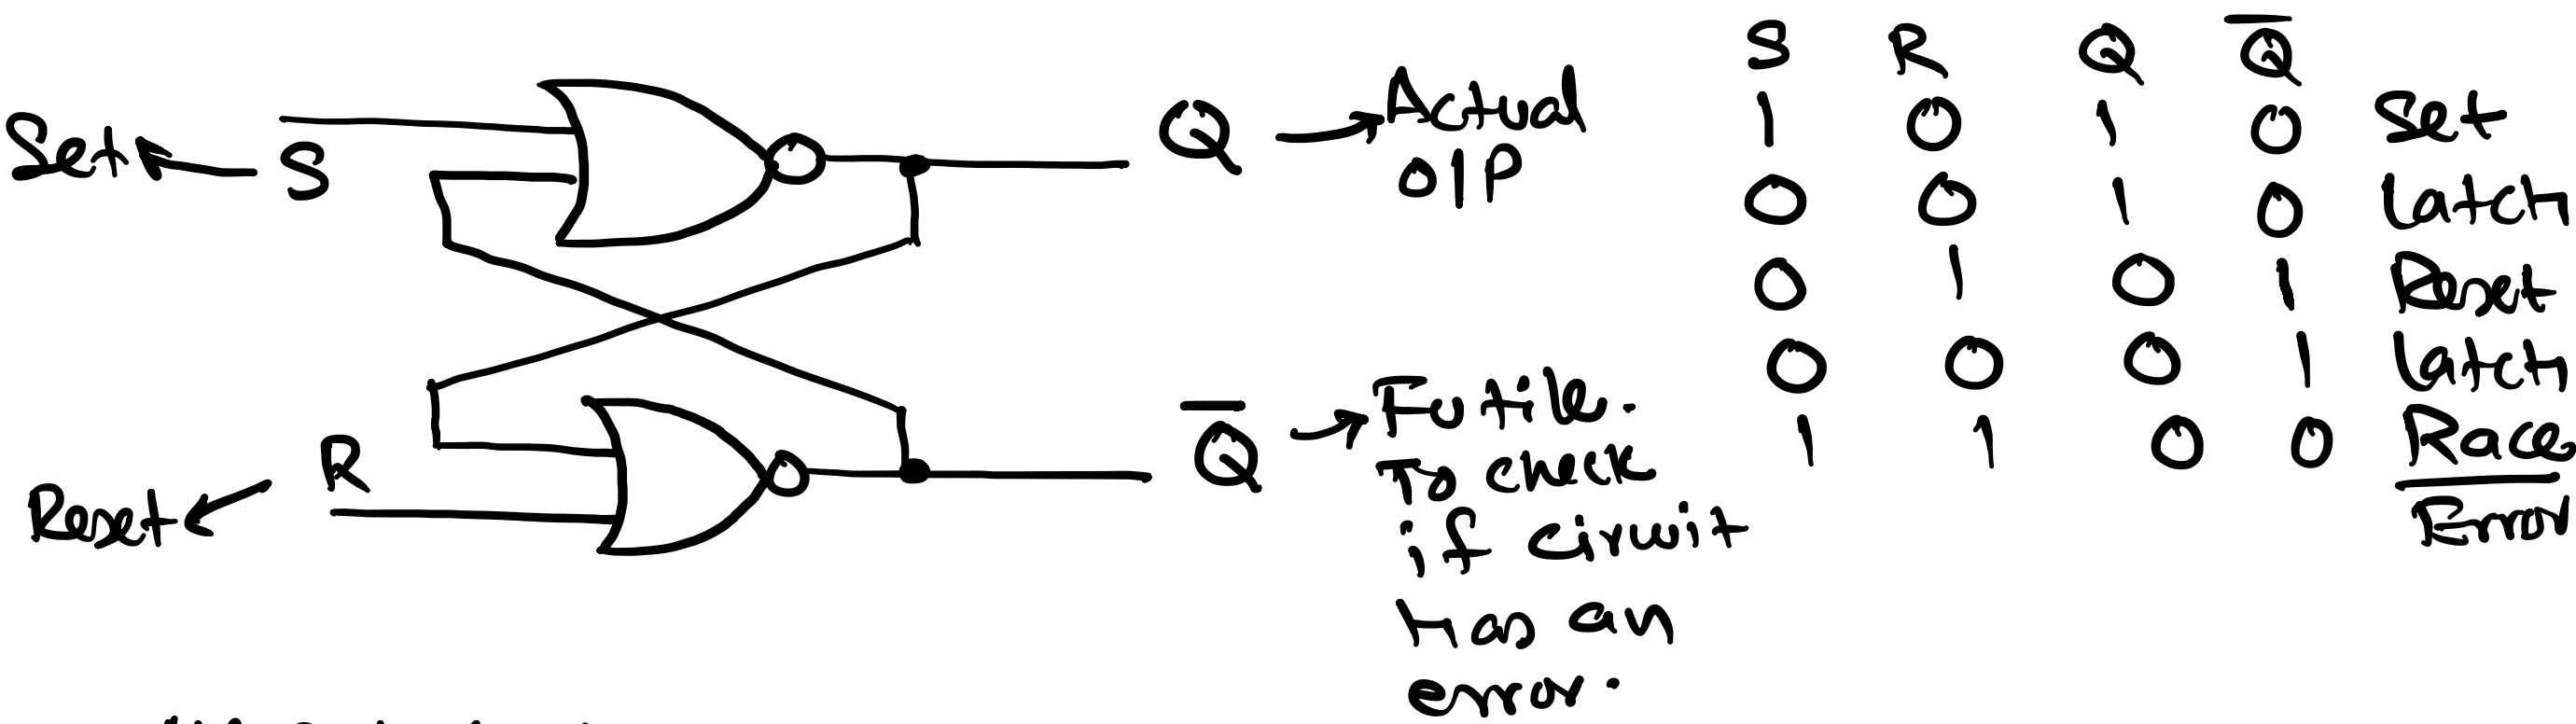 Set
S
Q
Actual
O/P
R
Reset
Q̅
Futile.
To check
if circuit
has an
error.
S R Q Q̅
1 0 1 0 Set
0 0 1 0 Latch
0 1 0 1 Reset
0 0 0 1 Latch
1 1 0 0 Race
Error